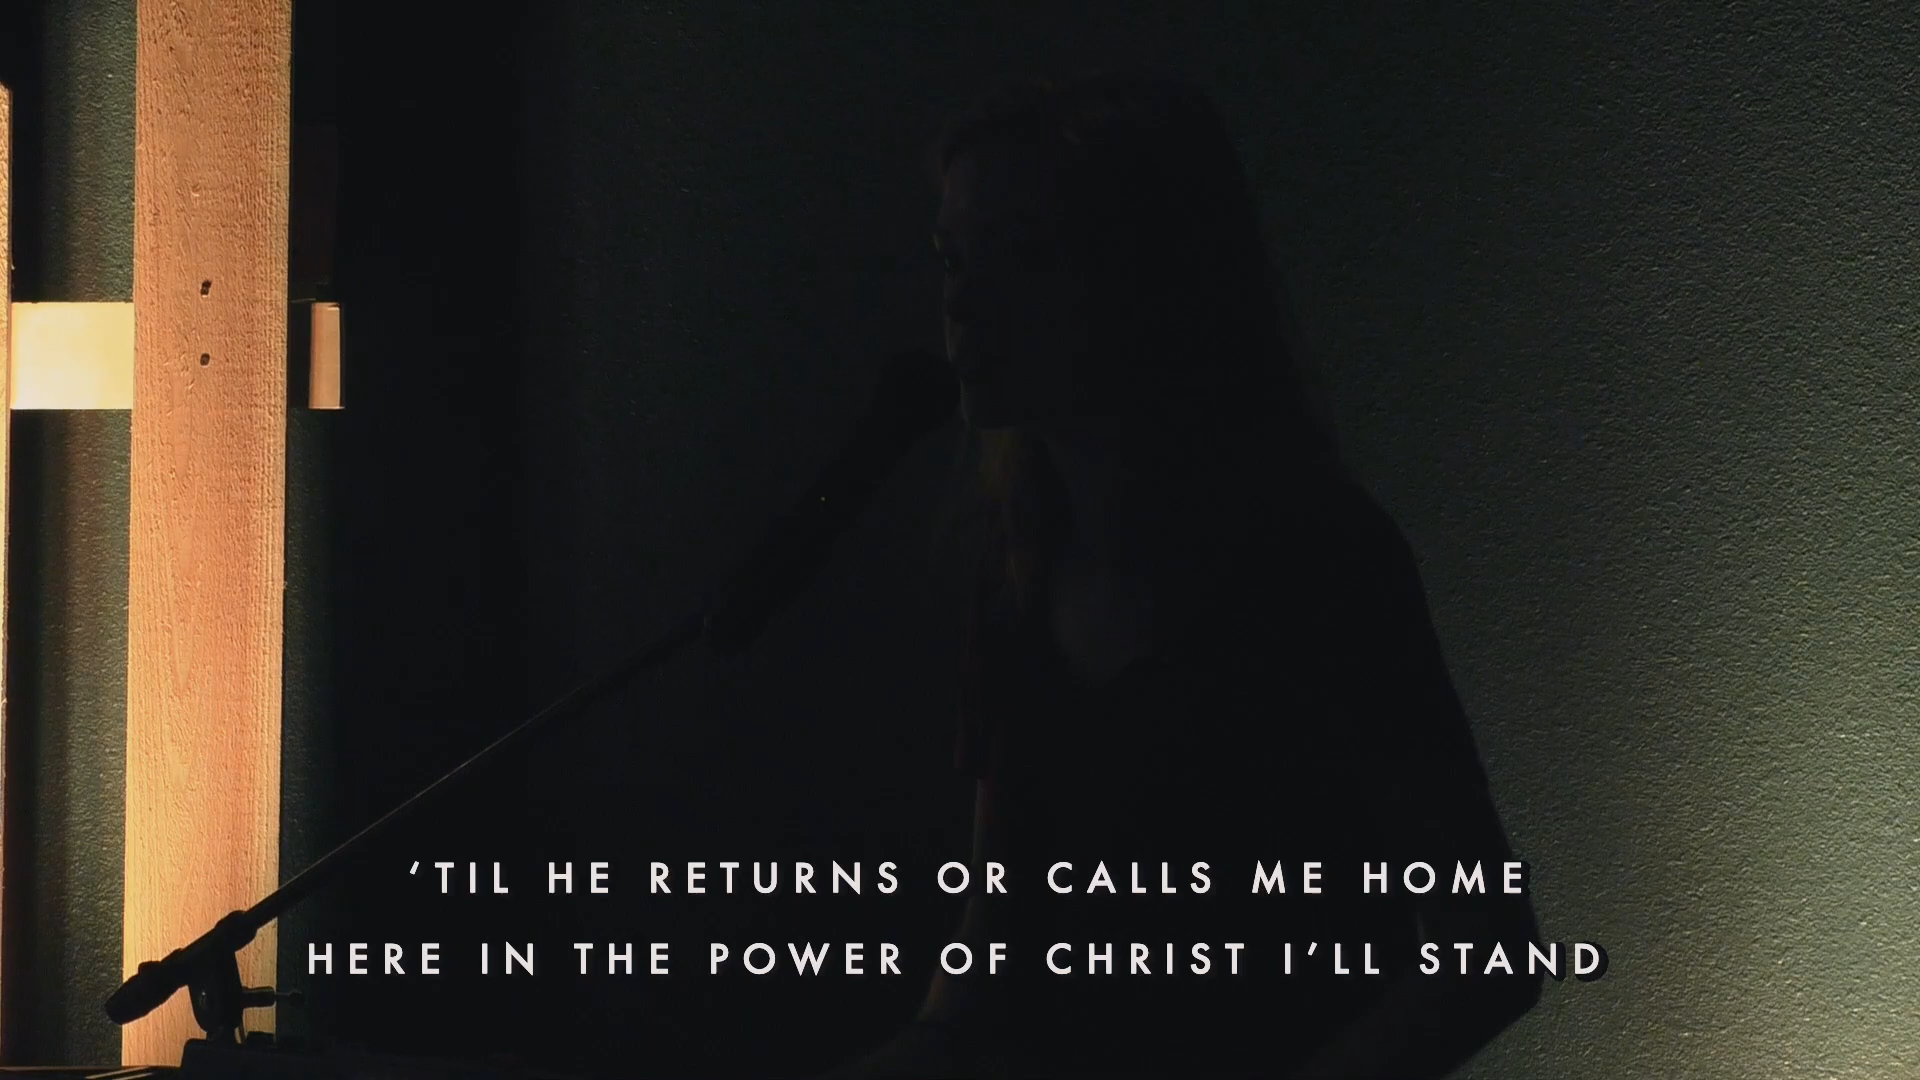 ‘TIL HE RETURNS OR CALLS ME HOME
HERE IN THE POWER OF CHRIST I’LL STAND